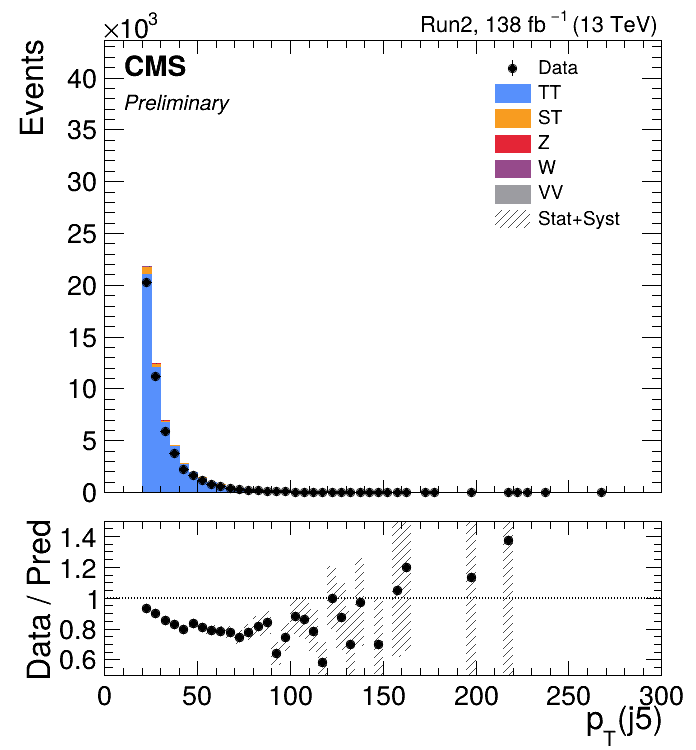 ×10³
Run2, 138 fb⁻¹ (13 TeV)
Events
CMS
Preliminary
Data
TT
ST
Z
W
VV
Stat+Syst
40
35
30
25
20
15
10
5
0
Data / Pred
1.4
1.2
1
0.8
0.6
0 50 100 150 200 250 300
p_T(j5)